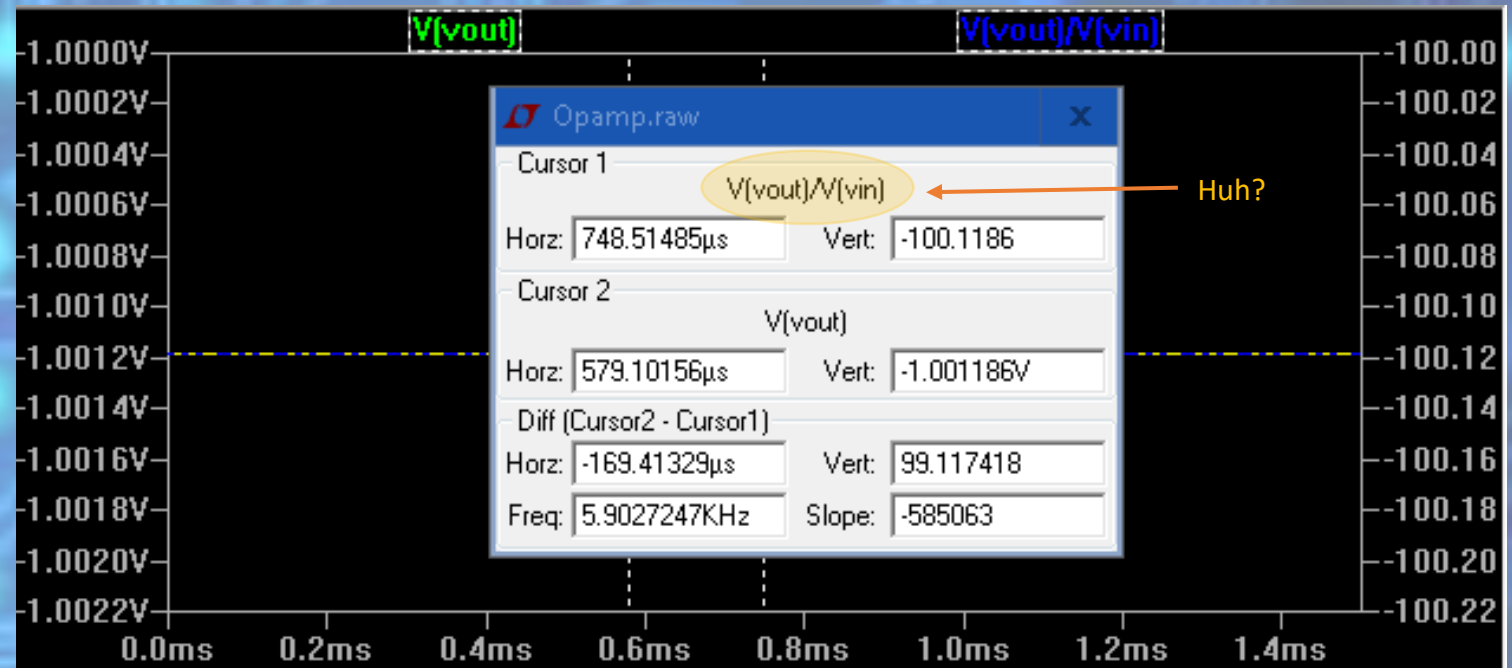 V(vout) V(vout)/V(vin)
-1.0000V
-1.0002V
-1.0004V
-1.0006V
-1.0008V
-1.0010V
-1.0012V
-1.0014V
-1.0016V
-1.0018V
-1.0020V
-1.0022V
Opamp.raw x
Cursor 1
V(vout)/V(vin)
Horz: 748.51485µs Vert: -100.1186
Cursor 2
V(vout)
Horz: 579.10156µs Vert: -1.001186V
Diff (Cursor2 - Cursor1)
Horz: -169.41329µs Vert: 99.117418
Freq: 5.9027247KHz Slope: -585063
Huh?
-100.00
-100.02
-100.04
-100.06
-100.08
-100.10
-100.12
-100.14
-100.16
-100.18
-100.20
-100.22
0.0ms 0.2ms 0.4ms 0.6ms 0.8ms 1.0ms 1.2ms 1.4ms